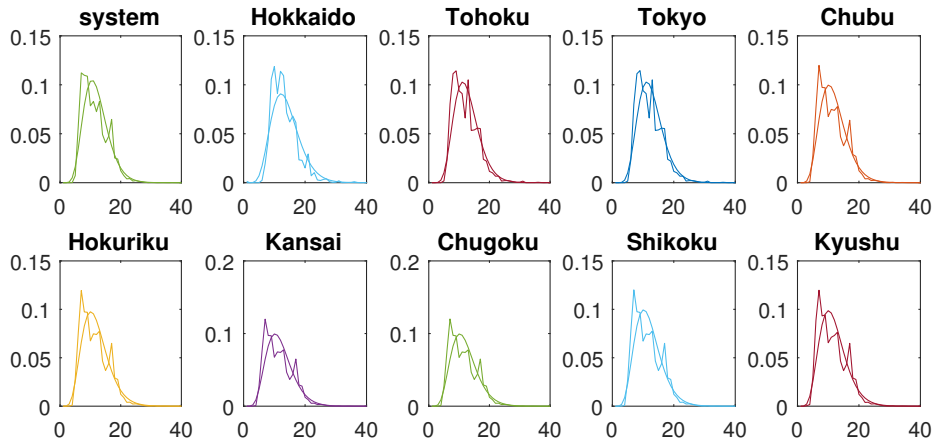 system Hokkaido Tohoku Tokyo Chubu
0.15 0.15 0.15 0.15 0.15
0.1 0.1 0.1 0.1 0.1
0.05 0.05 0.05 0.05 0.05
0 0 0 0 0
0 20 40 0 20 40 0 20 40 0 20 40 0 20 40
Hokuriku Kansai Chugoku Shikoku Kyushu
0.15 0.2 0.2 0.15 0.15
0.1 0.1 0.1 0.1 0.1
0.05 0.05 0.05
0 0 0 0 0
0 20 40 0 20 40 0 20 40 0 20 40 0 20 40